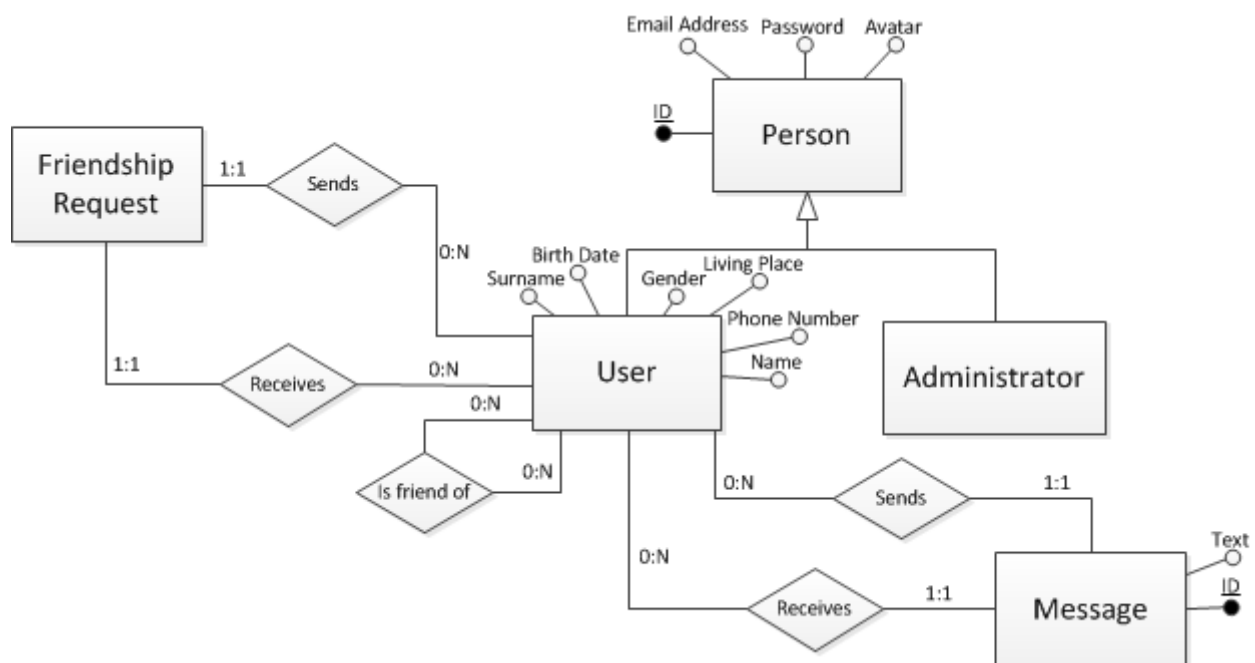 Email Address
Password
Avatar
ID
Person
Friendship
Request
1:1
Sends
0:N
Birth Date
Surname
Gender
Living Place
Phone Number
Name
User
Administrator
1:1
Receives
0:N
0:N
Is friend of
0:N
0:N
Sends
1:1
0:N
Receives
1:1
Text
ID
Message